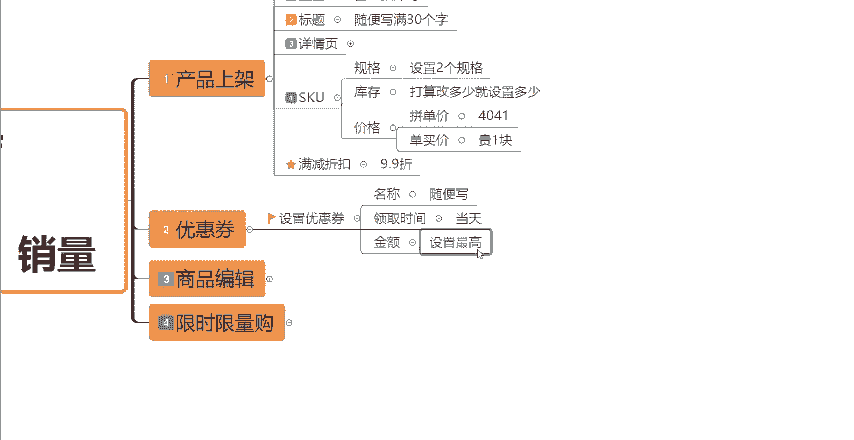 2 标题 随便写满30个字
3 详情页
1 产品上架
规格 设置2个规格
库存 打算改多少就设置多少
4 SKU
拼单价 4041
价格
单买价 贵1块
满减折扣 9.9折
名称 随便写
2 优惠券
设置优惠券
领取时间 当天
金额 设置最高
销量
3 商品编辑
4 限时限量购